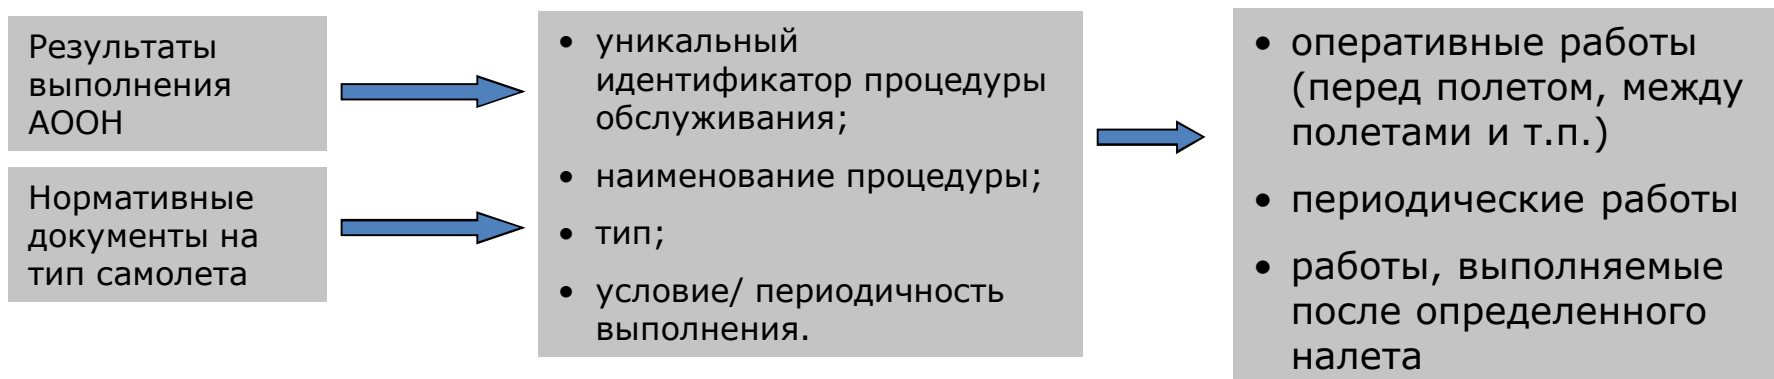 Результаты
выполнения
АООН
Нормативные
документы на
тип самолета
• уникальный
идентификатор процедуры
обслуживания;
• наименование процедуры;
• тип;
• условие/ периодичность
выполнения.
• оперативные работы
(перед полетом, между
полетами и т.п.)
• периодические работы
• работы, выполняемые
после определенного
налета